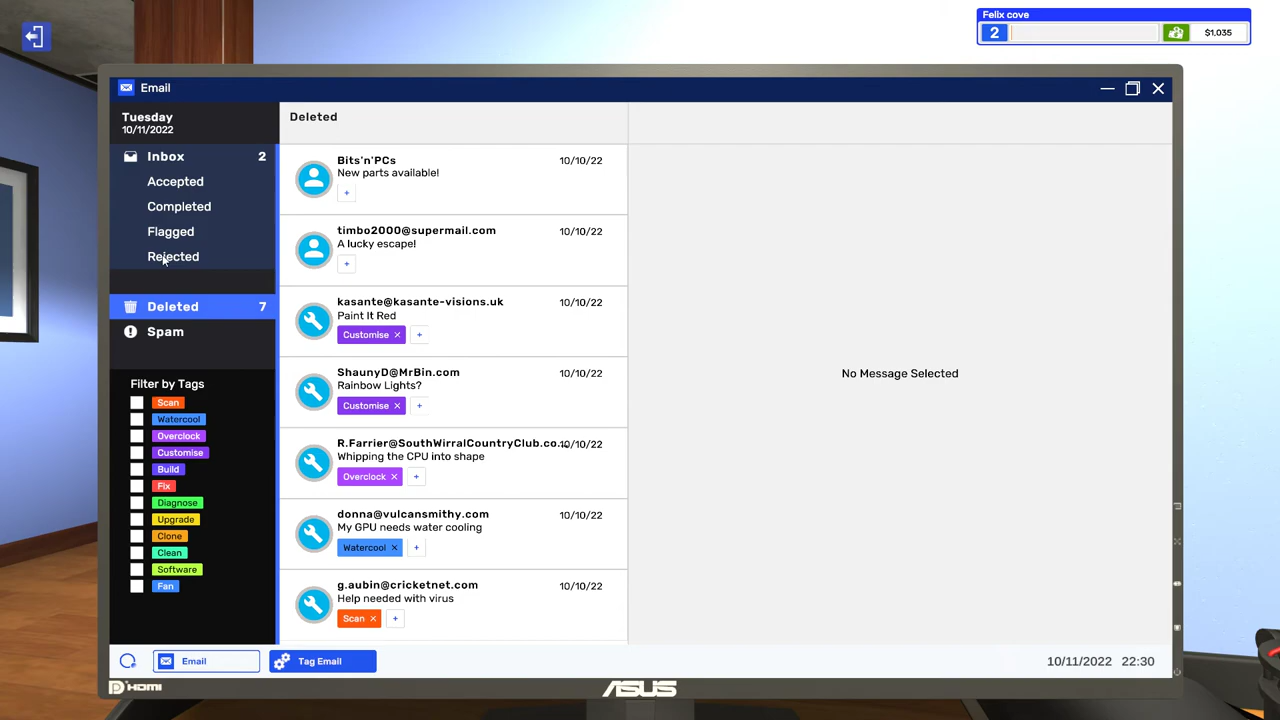 Felix cove
2
$1,035
Email
Tuesday
10/11/2022
Inbox 2
Accepted
Completed
Flagged
Rejected
Deleted 7
Spam
Filter by Tags
Scan
Watercool
Overclock
Customise
Build
Fix
Diagnose
Upgrade
Clone
Clean
Software
Fan
Deleted
Bits'n'PCs 10/10/22
New parts available!
+
timbo2000@supermail.com 10/10/22
A lucky escape!
+
kasante@kasante-visions.uk 10/10/22
Paint It Red
Customise × +
ShaunyD@MrBin.com 10/10/22
Rainbow Lights?
Customise × +
R.Farrier@SouthWirralCountryClub.co... 10/10/22
Whipping the CPU into shape
Overclock × +
donna@vulcansmithy.com 10/10/22
My GPU needs water cooling
Watercool × +
g.aubin@cricketnet.com 10/10/22
Help needed with virus
Scan × +
No Message Selected
Email
Tag Email
10/11/2022 22:30
HDMI
ASUS